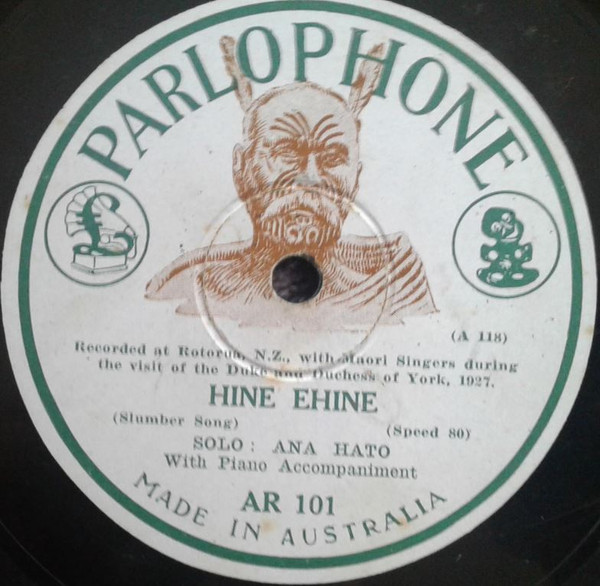 PARLOPHONE
£
(A 118)
Recorded at Rotorua, N.Z., with Maori Singers during
the visit of the Duke and Duchess of York, 1927.
HINE EHINE
(Slumber Song)
(Speed 80)
SOLO: ANA HATO
With Piano Accompaniment
AR 101
MADE IN AUSTRALIA